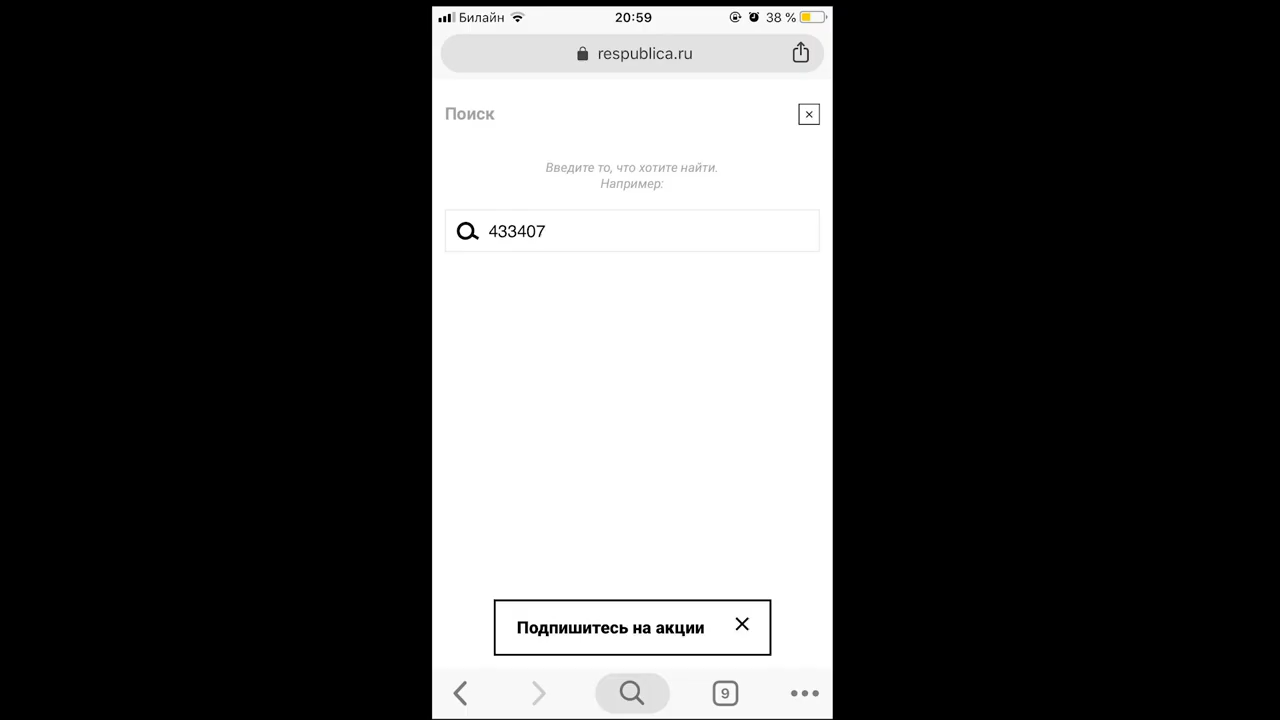 Билайн 20:59 38 %
respublica.ru
Поиск
Введите то, что хотите найти.
Например:
433407
Подпишитесь на акции
9